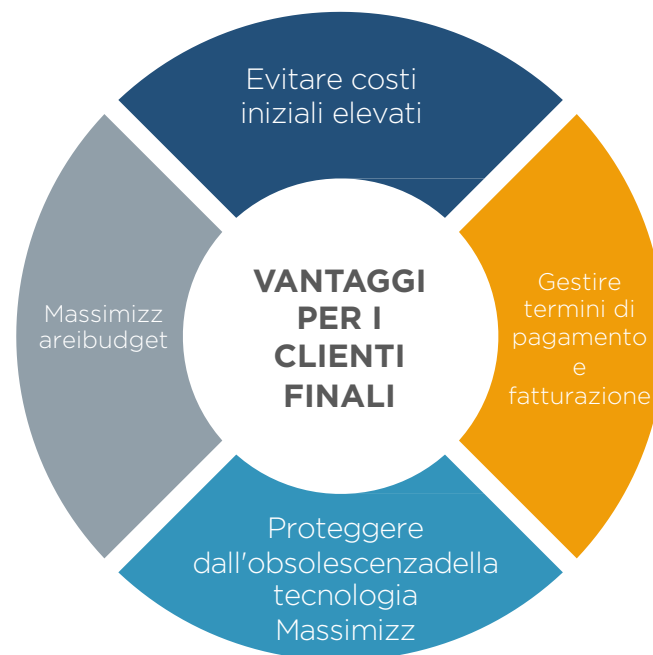 Evitare costi
iniziali elevati
Massimizz
areibudget
VANTAGGI
PER I
CLIENTI
FINALI
Gestire
termini di
pagamento
e
fatturazione
Proteggere
dall'obsolescenzadella
tecnologia
Massimizz